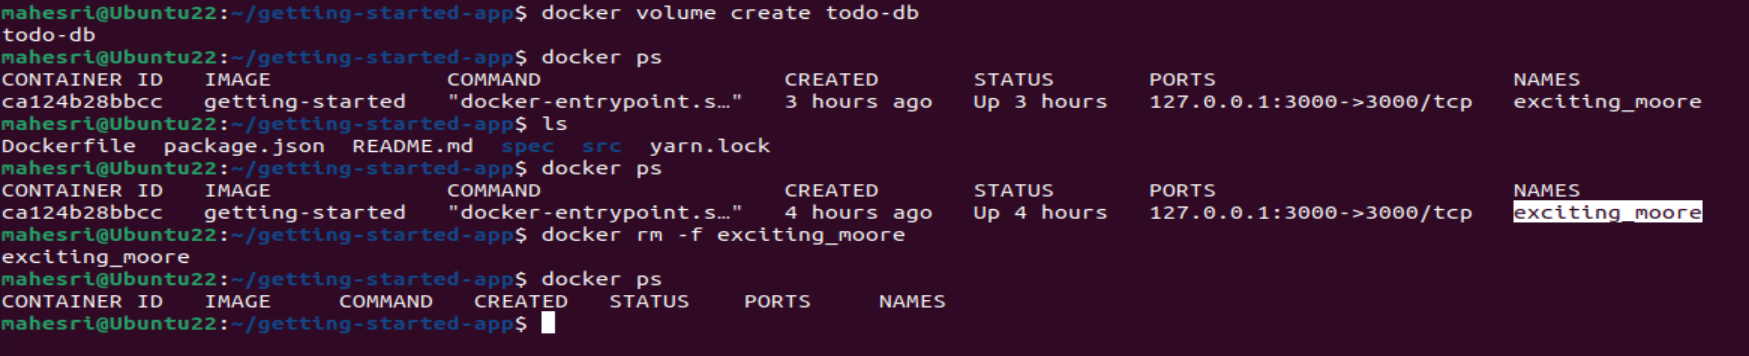 mahesri@Ubuntu22:~/getting-started-app$ docker volume create todo-db
todo-db
mahesri@Ubuntu22:~/getting-started-app$ docker ps
CONTAINER ID   IMAGE             COMMAND                  CREATED       STATUS       PORTS                      NAMES
ca124b28bbcc   getting-started   "docker-entrypoint.s…"   3 hours ago   Up 3 hours   127.0.0.1:3000->3000/tcp   exciting_moore
mahesri@Ubuntu22:~/getting-started-app$ ls
Dockerfile  package.json  README.md  spec  src  yarn.lock
mahesri@Ubuntu22:~/getting-started-app$ docker ps
CONTAINER ID   IMAGE             COMMAND                  CREATED       STATUS       PORTS                      NAMES
ca124b28bbcc   getting-started   "docker-entrypoint.s…"   4 hours ago   Up 4 hours   127.0.0.1:3000->3000/tcp   exciting_moore
mahesri@Ubuntu22:~/getting-started-app$ docker rm -f exciting_moore
exciting_moore
mahesri@Ubuntu22:~/getting-started-app$ docker ps
CONTAINER ID   IMAGE     COMMAND   CREATED   STATUS    PORTS     NAMES
mahesri@Ubuntu22:~/getting-started-app$